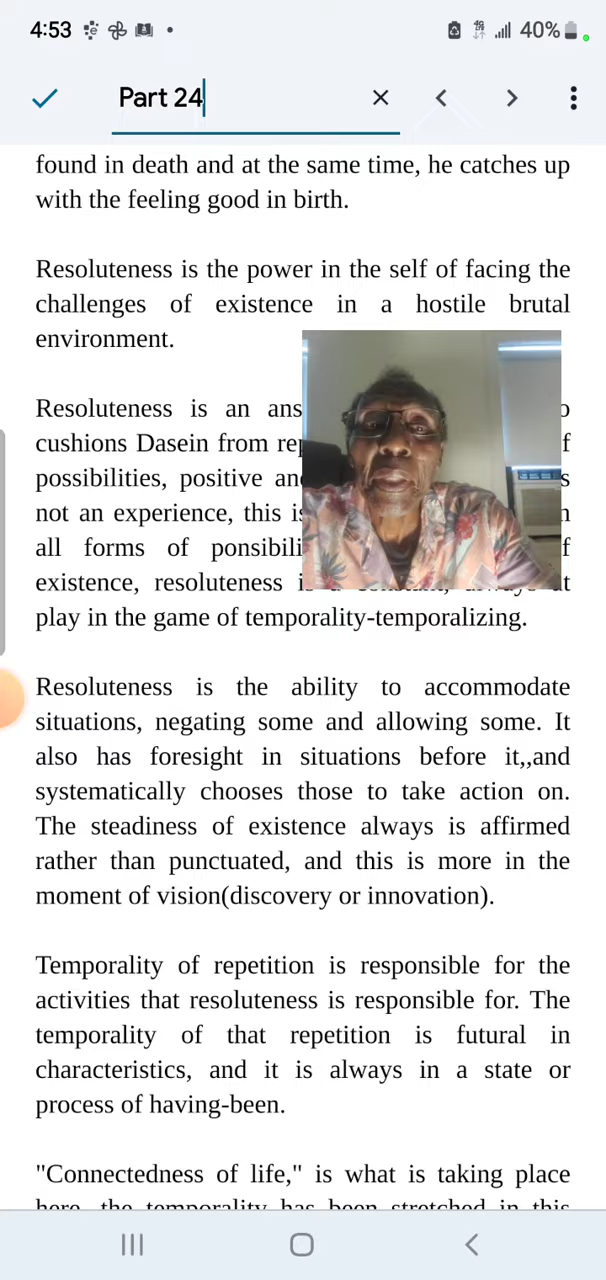 4:53
40%
Part 24
found in death and at the same time, he catches up
with the feeling good in birth.
Resoluteness is the power in the self of facing the
challenges of existence in a hostile brutal
environment.
Resoluteness is an
cushions Dasein from
possibilities, positive
not an experience, this
all forms of
existence, resoluteness
play in the game of temporality-temporalizing.
Resoluteness is the ability to accommodate
situations, negating some and allowing some. It
also has foresight in situations before it,,and
systematically chooses those to take action on.
The steadiness of existence always is affirmed
rather than punctuated, and this is more in the
moment of vision(discovery or innovation).
Temporality of repetition is responsible for the
activities that resoluteness is responsible for. The
temporality of that repetition is futural in
characteristics, and it is always in a state or
process of having-been.
"Connectedness of life," is what is taking place
here, the temporality has been stretched in this